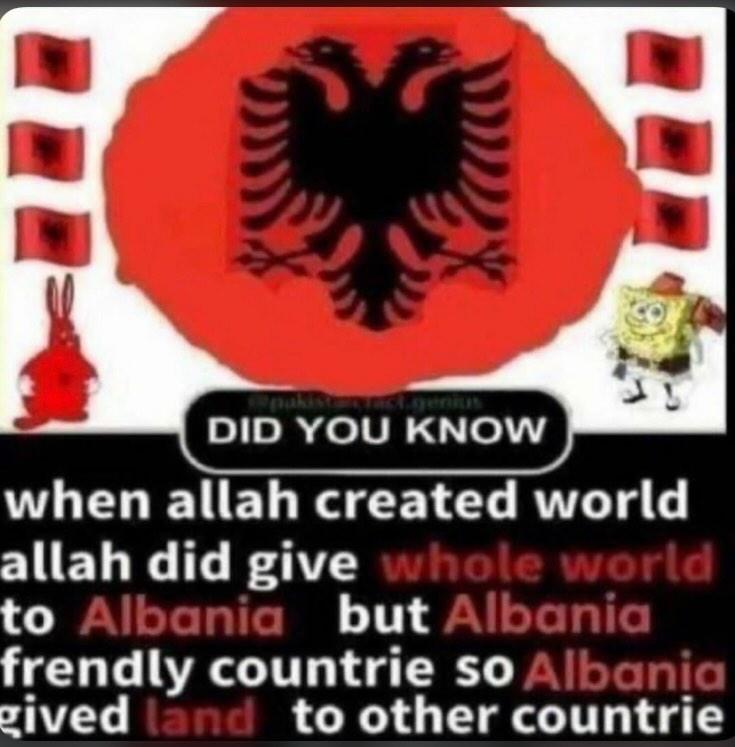 DID YOU KNOW
when allah created world
allah did give whole world
to Albania but Albania
frendly countrie so Albania
gived land to other countrie